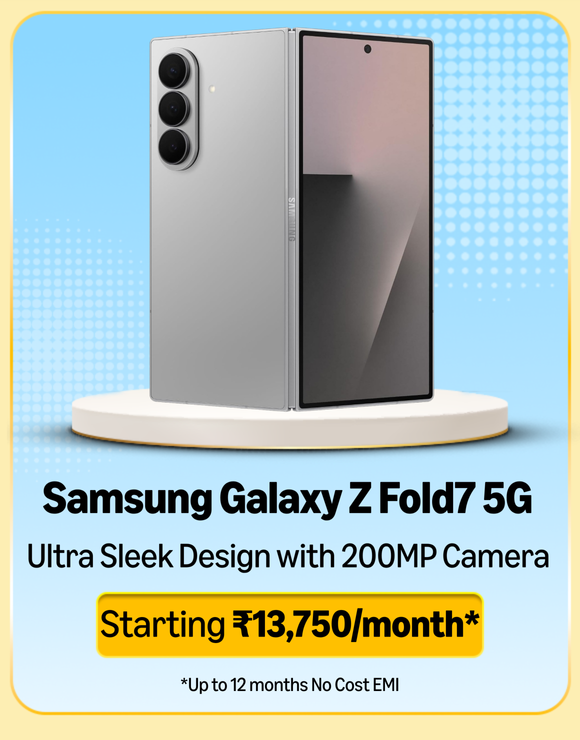 SAMSUNG
Samsung Galaxy Z Fold7 5G
Ultra Sleek Design with 200MP Camera
Starting ₹13,750/month*
*Up to 12 months No Cost EMI